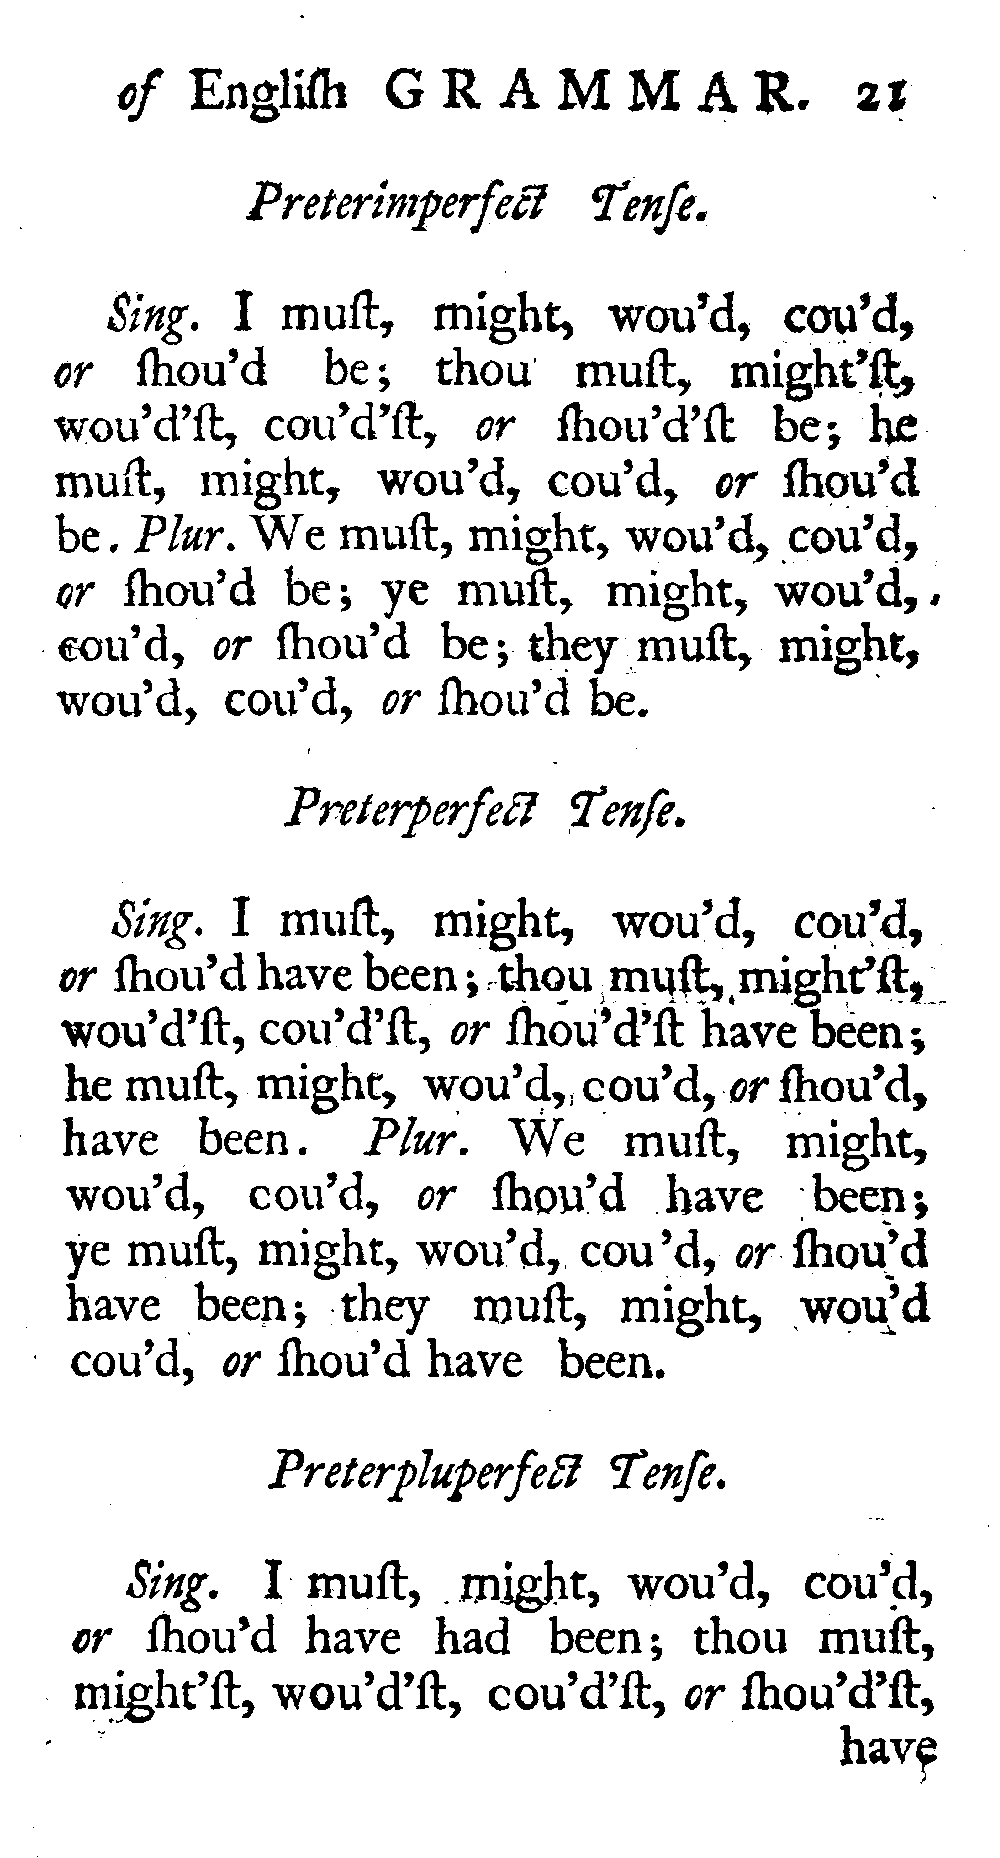 of Engliſh GRAMMAR. 21
Preterimperfect Tenſe.
Sing. I muſt, might, wou’d, cou’d,
or ſhou’d be; thou muſt, might’ſt,
wou’d’ſt, cou’d’ſt, or ſhou’d’ſt be; he
muſt, might, wou’d, cou’d, or ſhou’d
be. Plur. We muſt, might, wou’d, cou’d,
or ſhou’d be; ye muſt, might, wou’d,
cou’d, or ſhou’d be; they muſt, might,
wou’d, cou’d, or ſhou’d be.
Preterperfect Tenſe.
Sing. I muſt, might, wou’d, cou’d,
or ſhou’d have been; thou muſt, might’ſt,
wou’d’ſt, cou’d’ſt, or ſhou’d’ſt have been;
he muſt, might, wou’d, cou’d, or ſhou’d,
have been. Plur. We muſt, might,
wou’d, cou’d, or ſhou’d have been;
ye muſt, might, wou’d, cou’d, or ſhou’d
have been; they muſt, might, wou’d
cou’d, or ſhou’d have been.
Preterpluperfect Tenſe.
Sing. I muſt, might, wou’d, cou’d,
or ſhou’d have had been; thou muſt,
might’ſt, wou’d’ſt, cou’d’ſt, or ſhou’d’ſt,
have